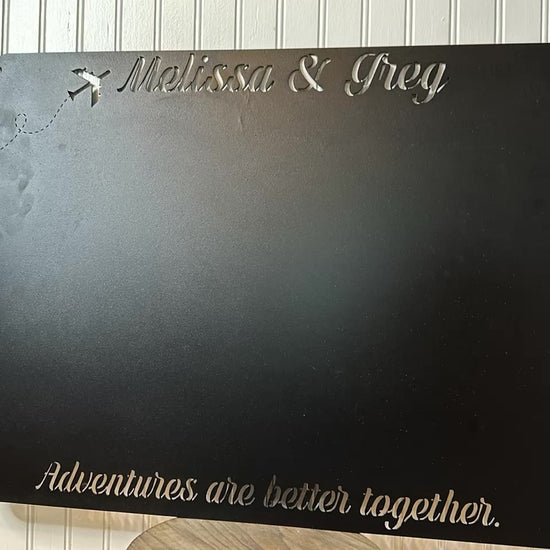 Melissa & Greg
Adventures are better together.